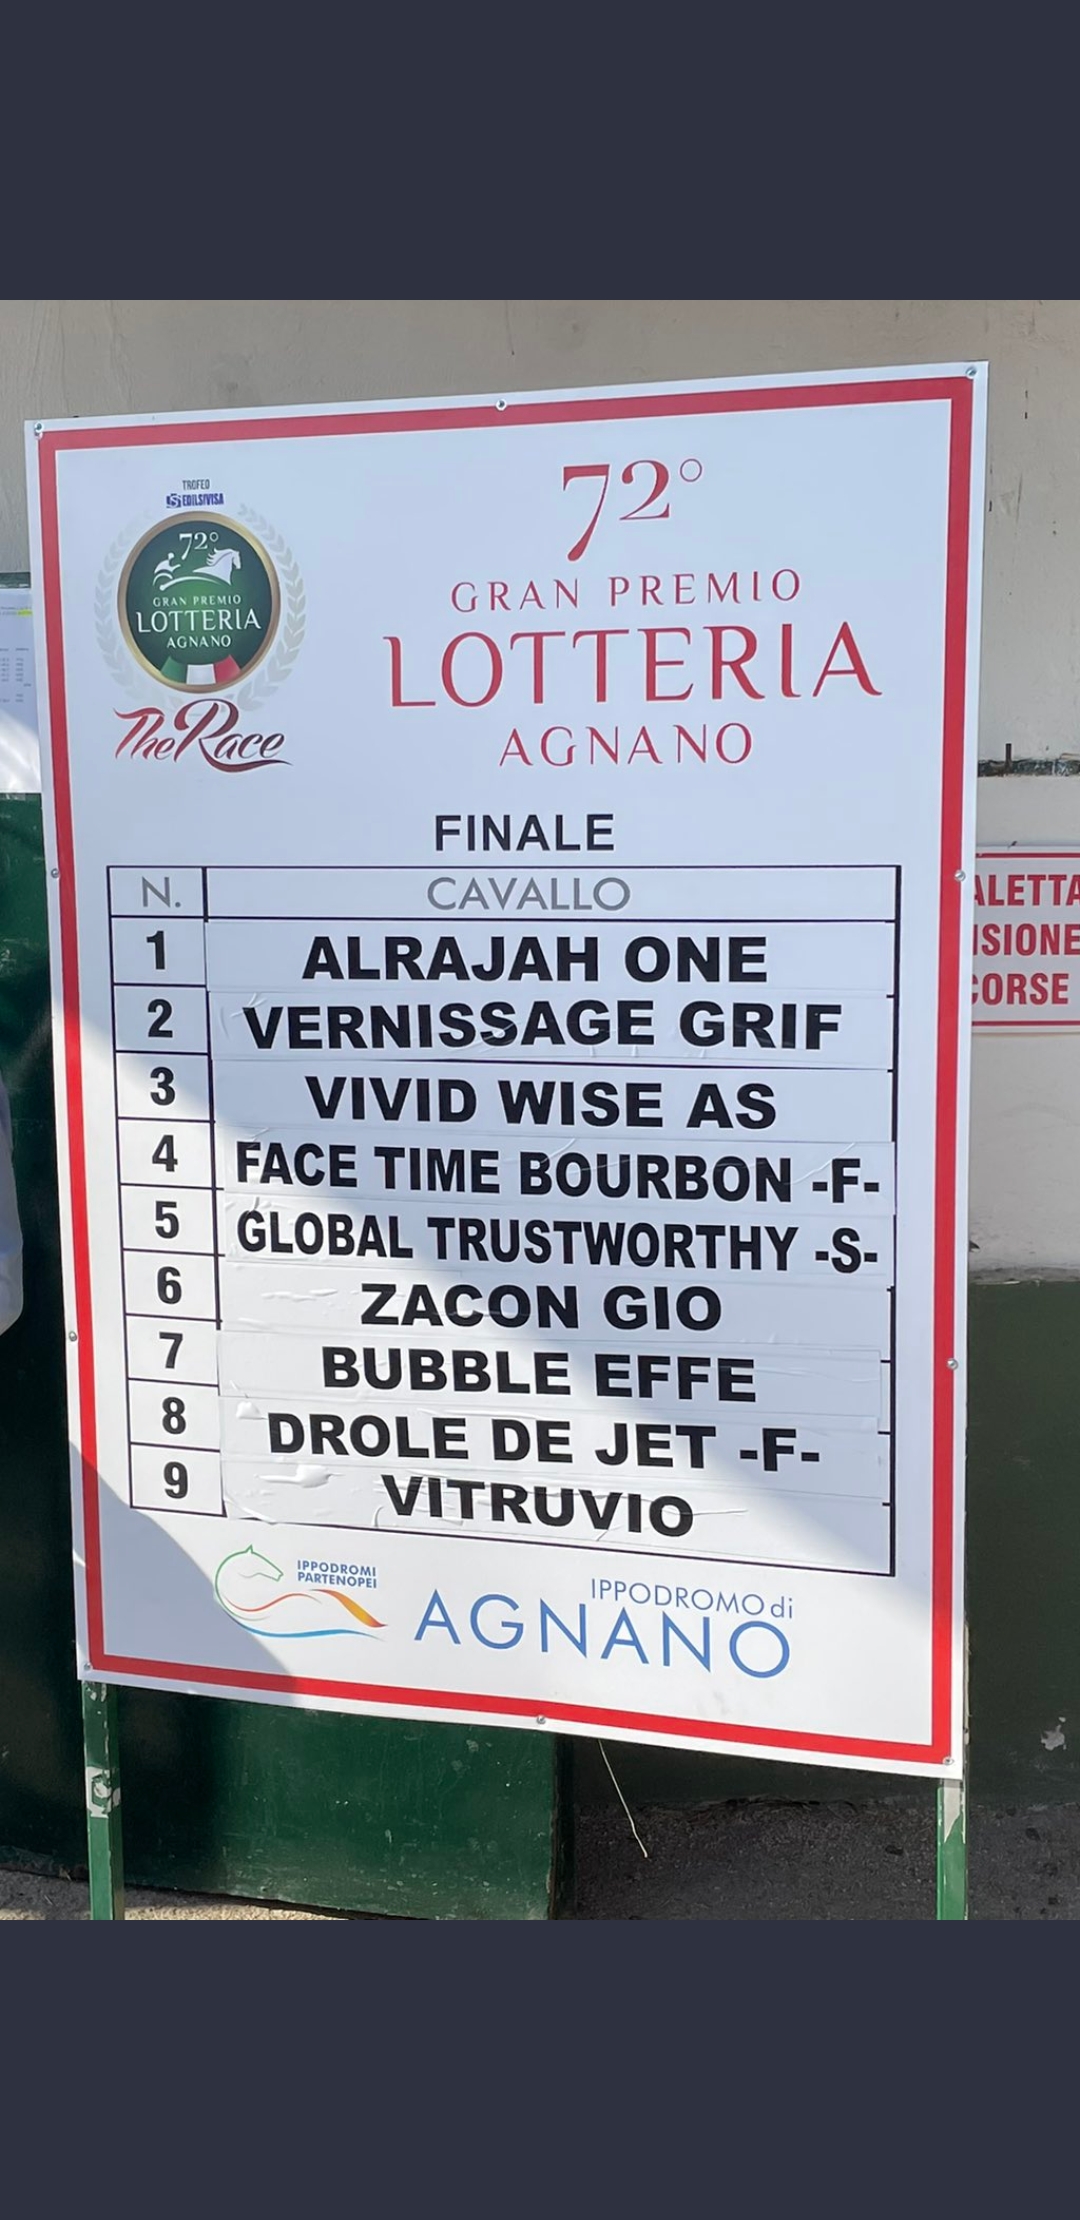 TROFEO
EDILSIVISA
72°
GRAN PREMIO
LOTTERIA
AGNANO
The Race
72°
GRAN PREMIO
LOTTERIA
AGNANO
FINALE
N. CAVALLO
1 ALRAJAH ONE
2 VERNISSAGE GRIF
3 VIVID WISE AS
4 FACE TIME BOURBON -F-
5 GLOBAL TRUSTWORTHY -S-
6 ZACON GIO
7 BUBBLE EFFE
8 DROLE DE JET -F-
9 VITRUVIO
IPPODROMI
PARTENOPEI
IPPODROMO di
AGNANO
ALETTA
ISIONE
CORSE